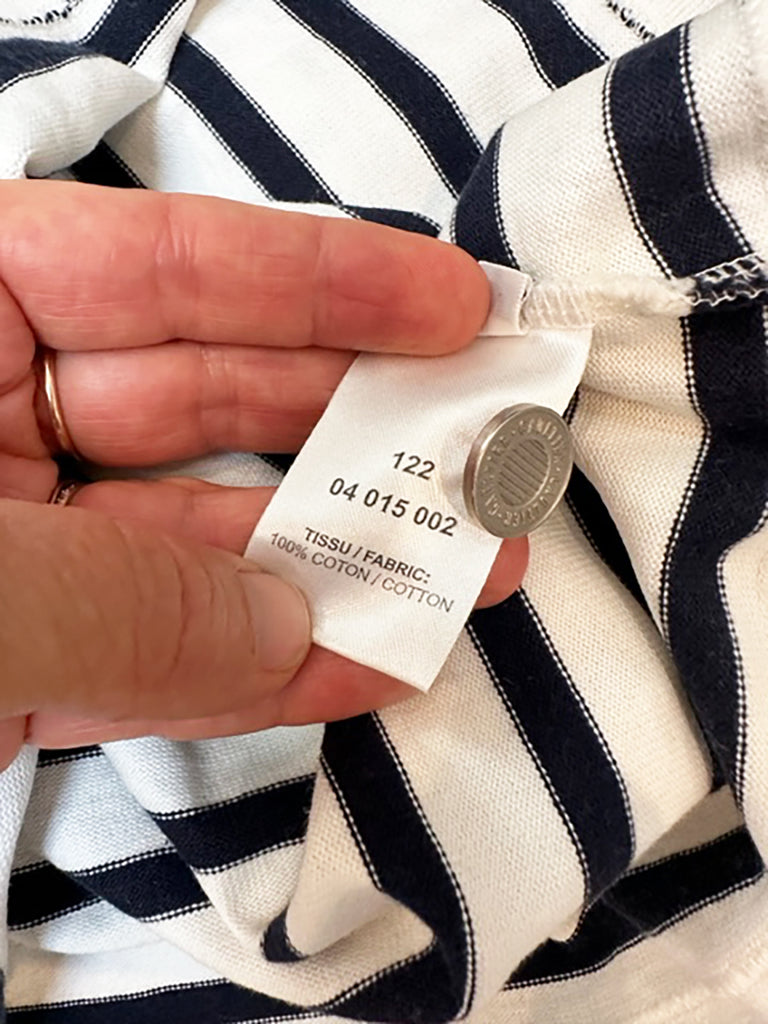 122
04 015 002
TISSU / FABRIC:
100% COTON / COTTON